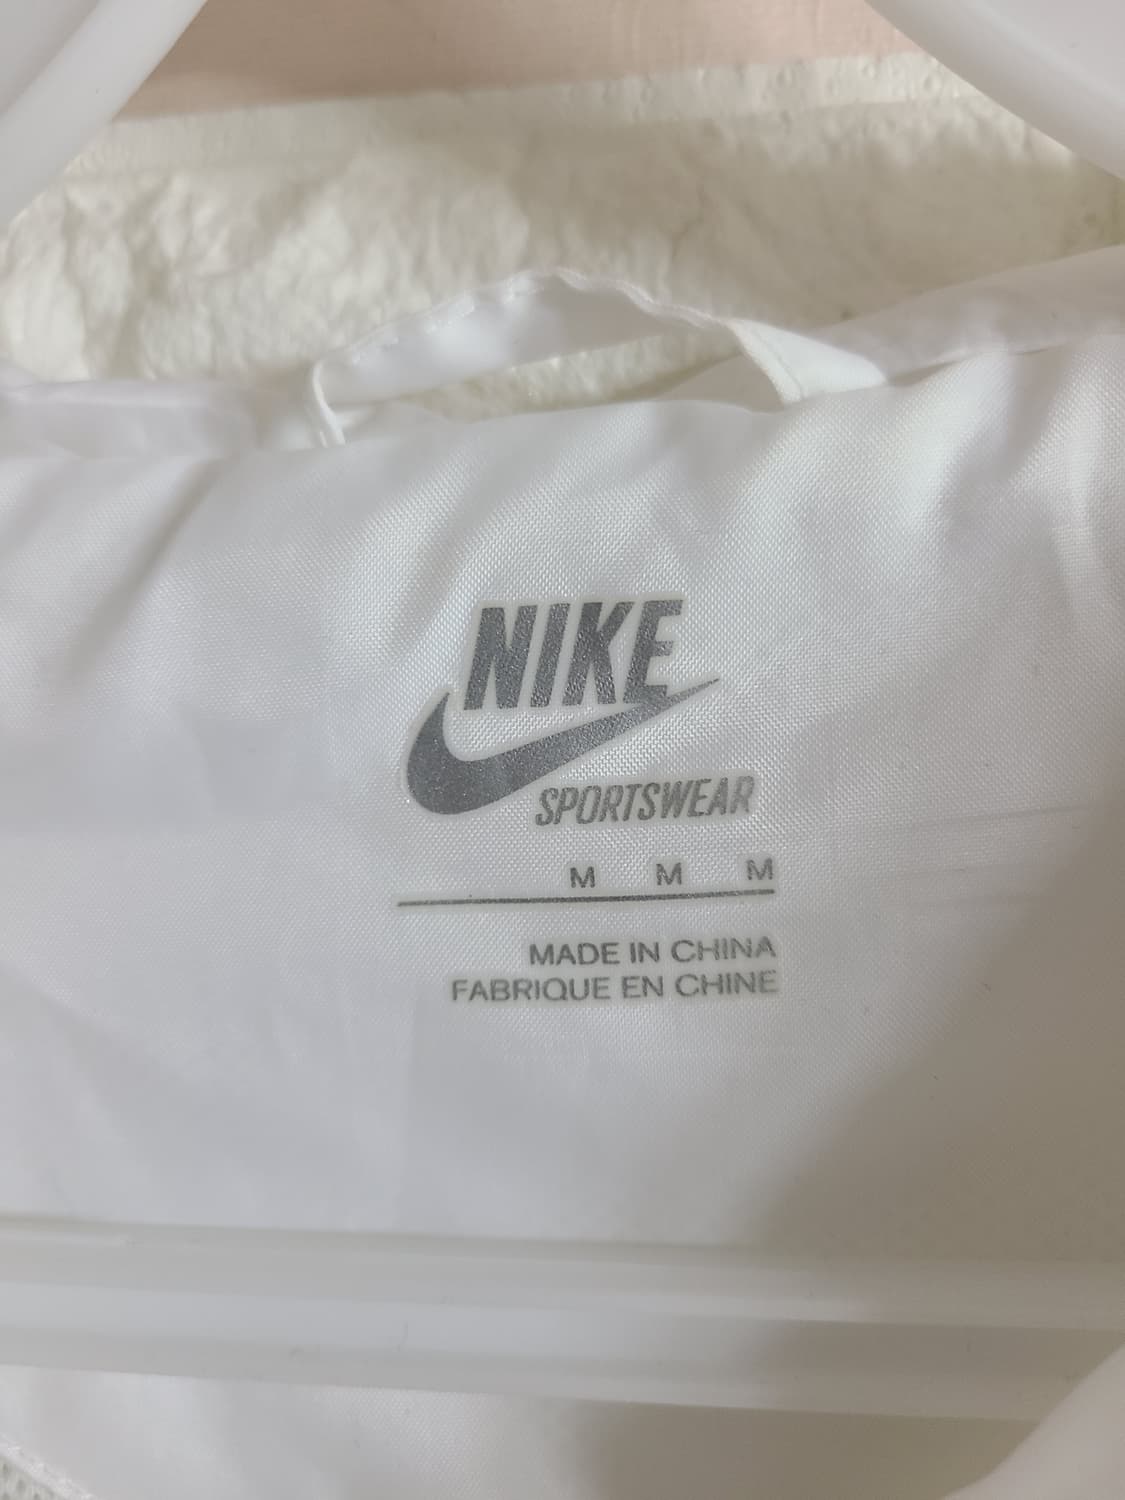 NIKE
SPORTSWEAR
M M M
MADE IN CHINA
FABRIQUE EN CHINE